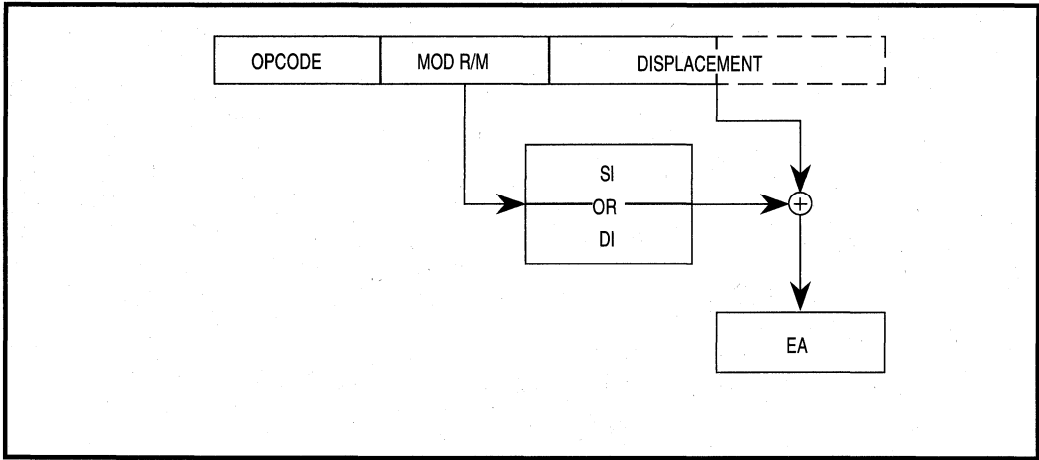 OPCODE MOD R/M DISPLACEMENT
SI
OR
DI
+
EA